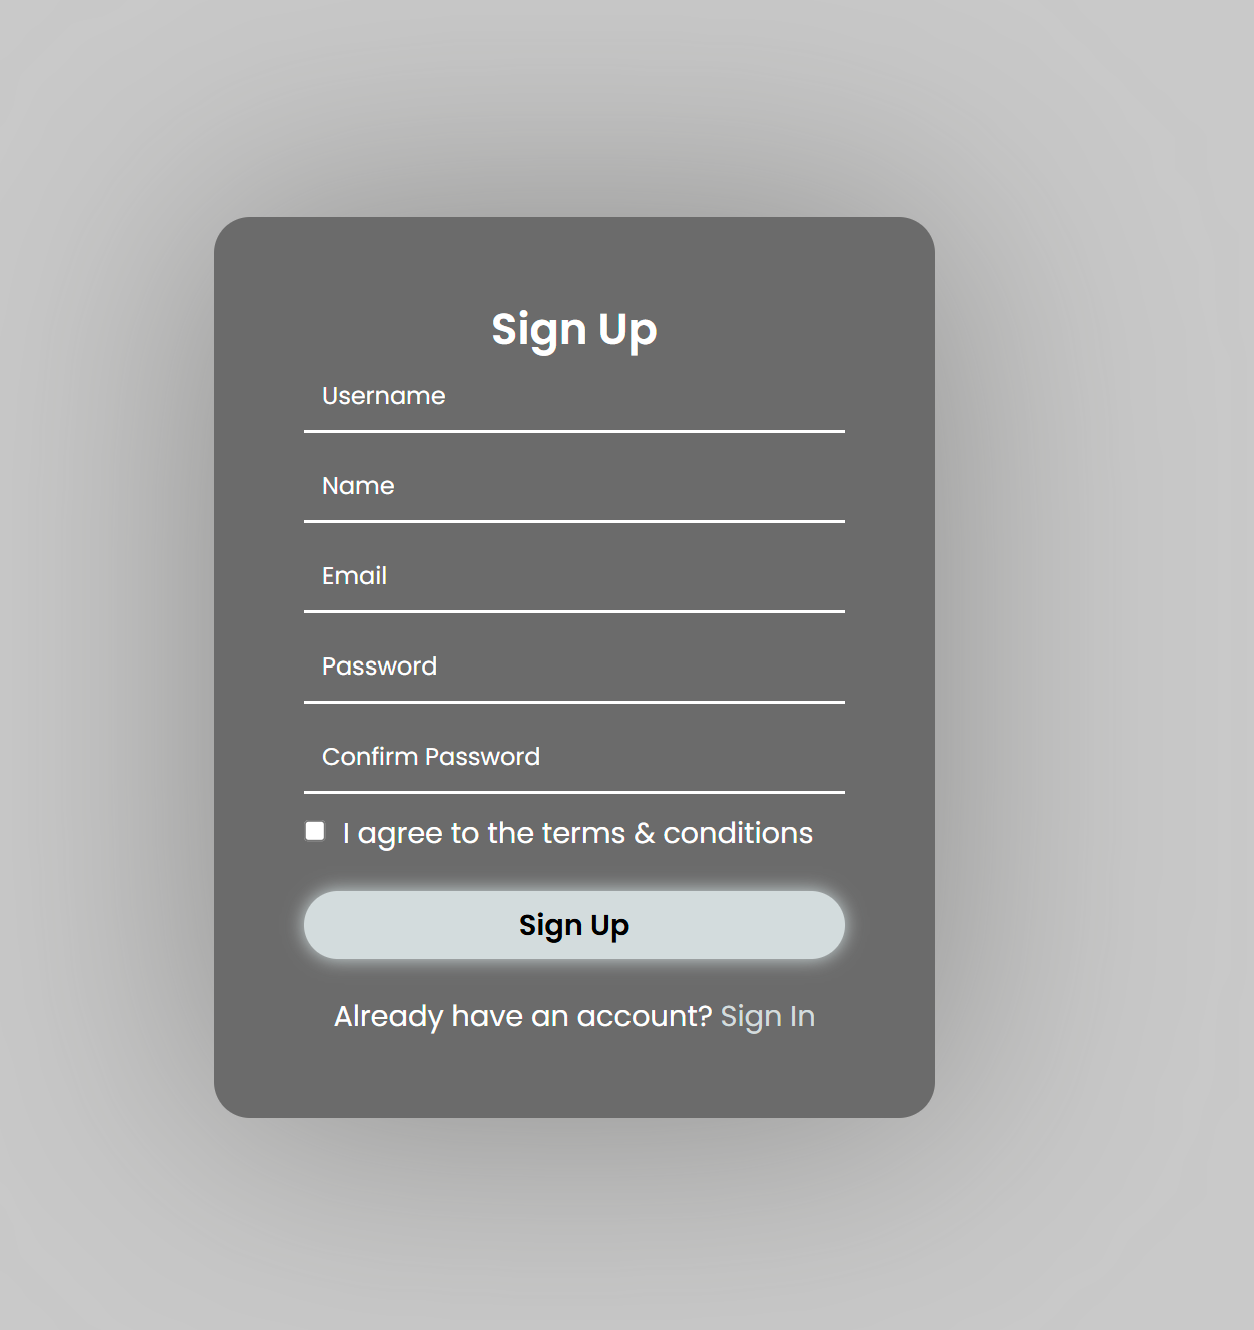 Sign Up
Username
Name
Email
Password
Confirm Password
I agree to the terms & conditions
Sign Up
Already have an account? Sign In